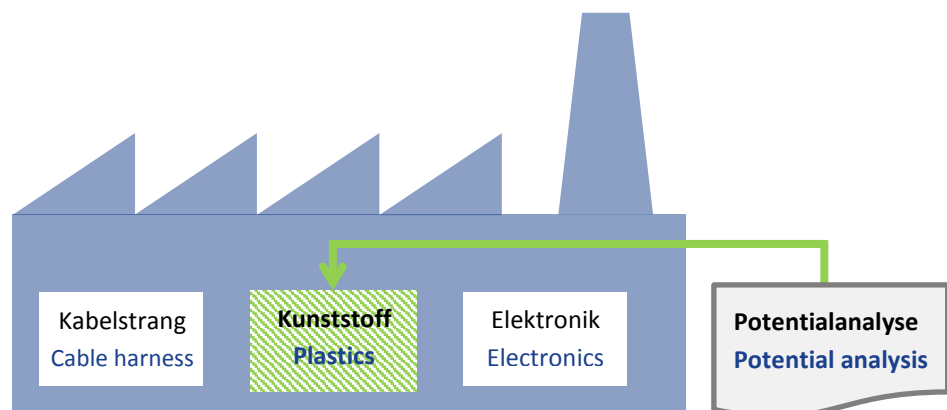 Kabelstrang
Cable harness
Kunststoff
Plastics
Elektronik
Electronics
Potentialanalyse
Potential analysis